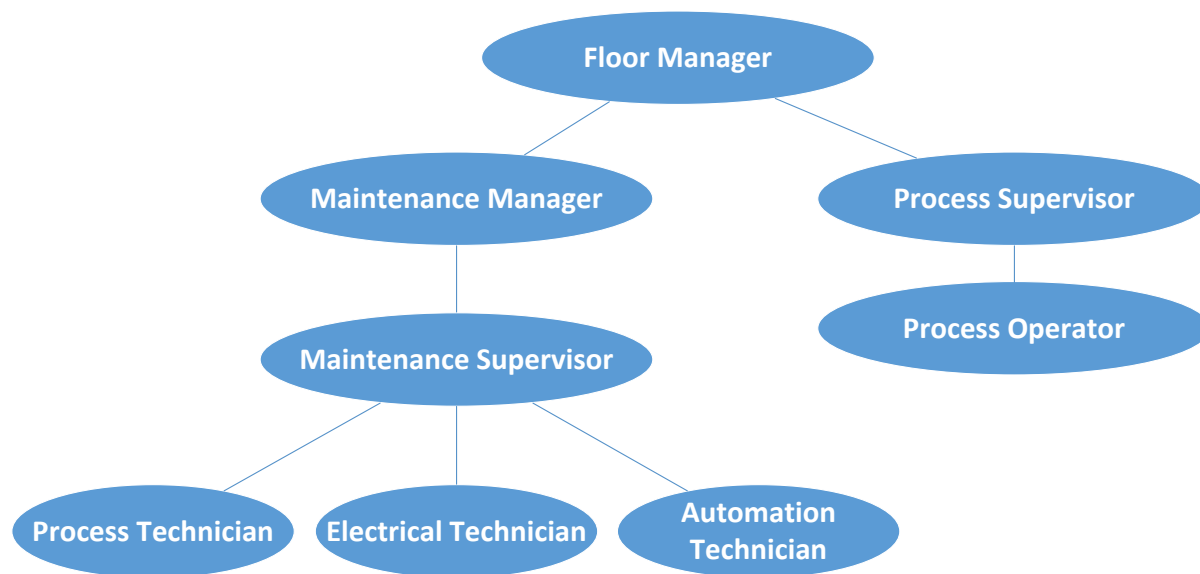 Floor Manager
Maintenance Manager
Process Supervisor
Process Operator
Maintenance Supervisor
Process Technician
Electrical Technician
Automation
Technician